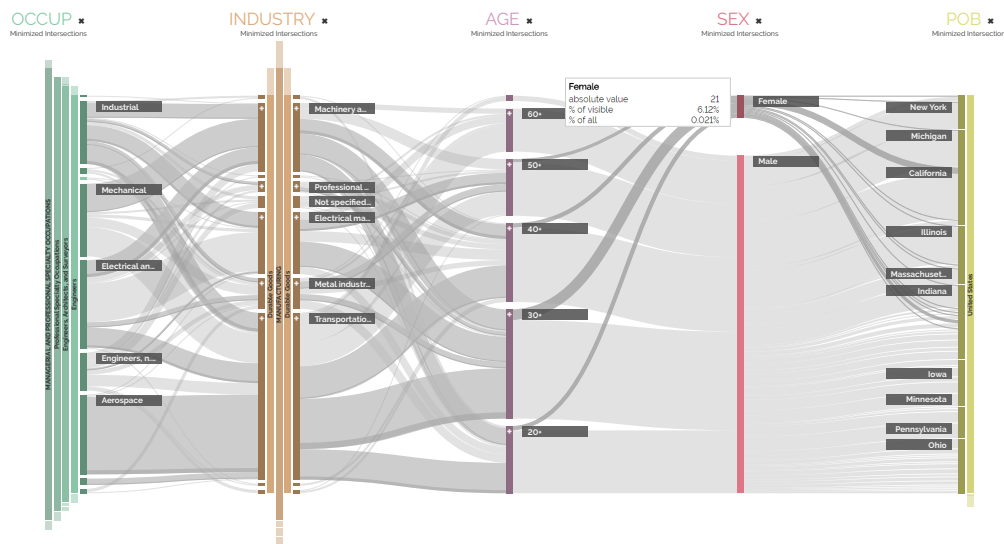 OCCUP ✖
Minimized Intersections
INDUSTRY ✖
Minimized Intersections
AGE ✖
Minimized Intersections
SEX ✖
Minimized Intersections
POB ✖
Minimized Intersections
MANAGERIAL AND PROFESSIONAL SPECIALTY OCCUPATIONS
Professional Specialty Occupations
Engineers, Architects, and Surveyors
Engineers
Industrial
Mechanical
Electrical an...
Engineers, n...
Aerospace
Durable Goods
MANUFACTURING
Durable Goods
Machinery a...
Professional ...
Not specified...
Electrical ma...
Metal industr...
Transportatio...
60+
50+
40+
30+
20+
Female
absolute value 21
% of visible 6.12%
% of all 0.021%
Female
Male
New York
Michigan
California
Illinois
Massachuset...
Indiana
Iowa
Minnesota
Pennsylvania
Ohio
United States